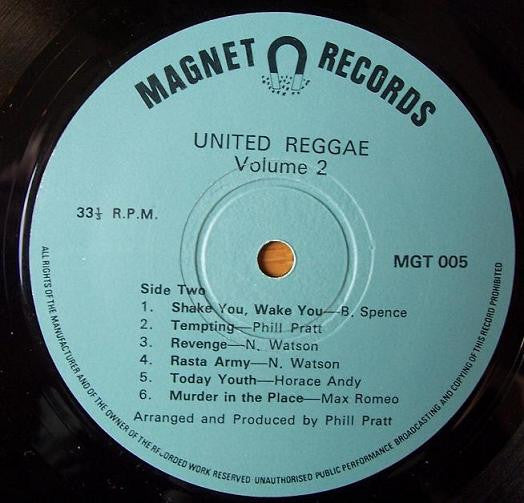 MAGNET RECORDS
UNITED REGGAE
Volume 2
33⅓ R.P.M.
MGT 005
Side Two
1. Shake You, Wake You—B. Spence
2. Tempting—Phill Pratt
3. Revenge—N. Watson
4. Rasta Army—N. Watson
5. Today Youth—Horace Andy
6. Murder in the Place—Max Romeo
Arranged and Produced by Phill Pratt
ALL RIGHTS OF THE MANUFACTURER AND OF THE OWNER OF THE RECORDED WORK RESERVED UNAUTHORISED PUBLIC PERFORMANCE BROADCASTING AND COPYING OF THIS RECORD PROHIBITED